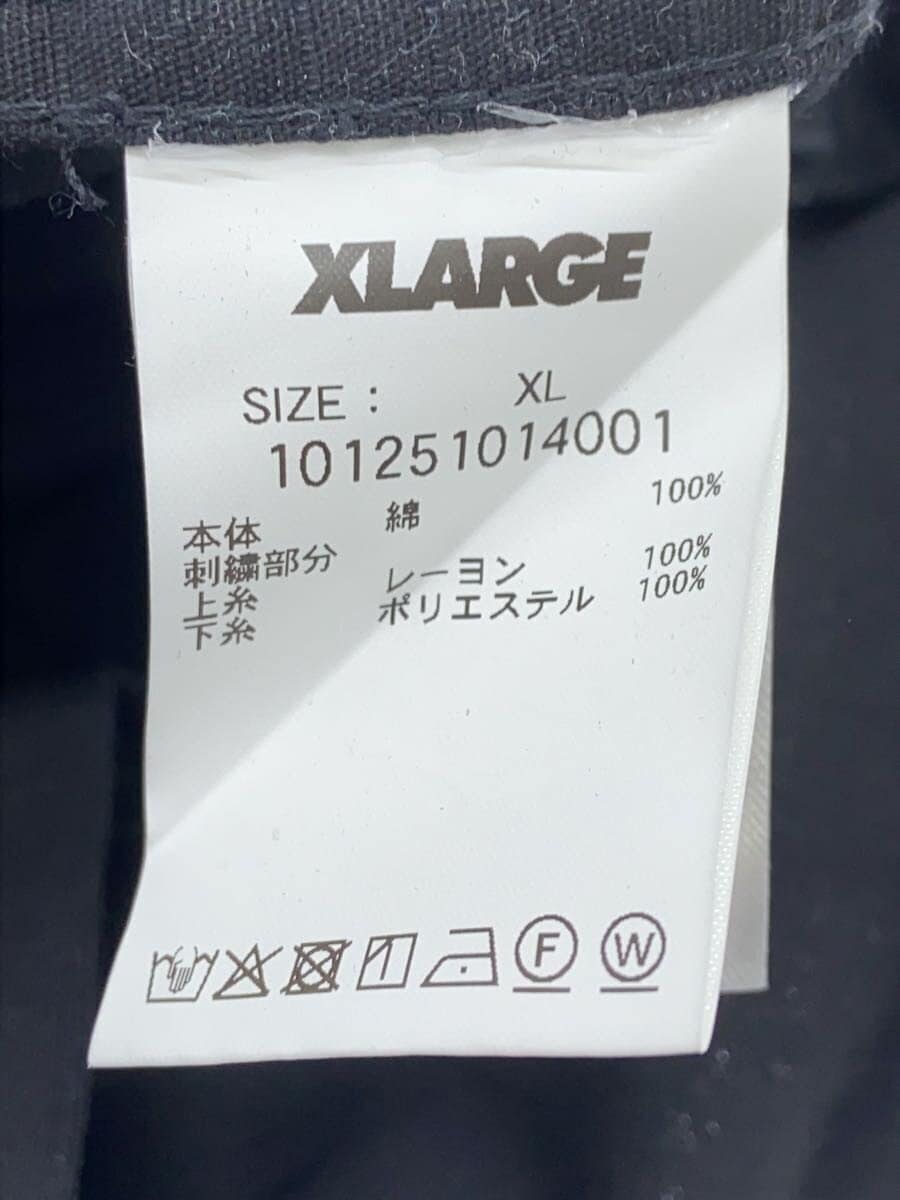 XLARGE
SIZE : XL
101251014001
本体 綿 100%
刺繍部分
上糸 レーヨン 100%
下糸 ポリエステル 100%
F W